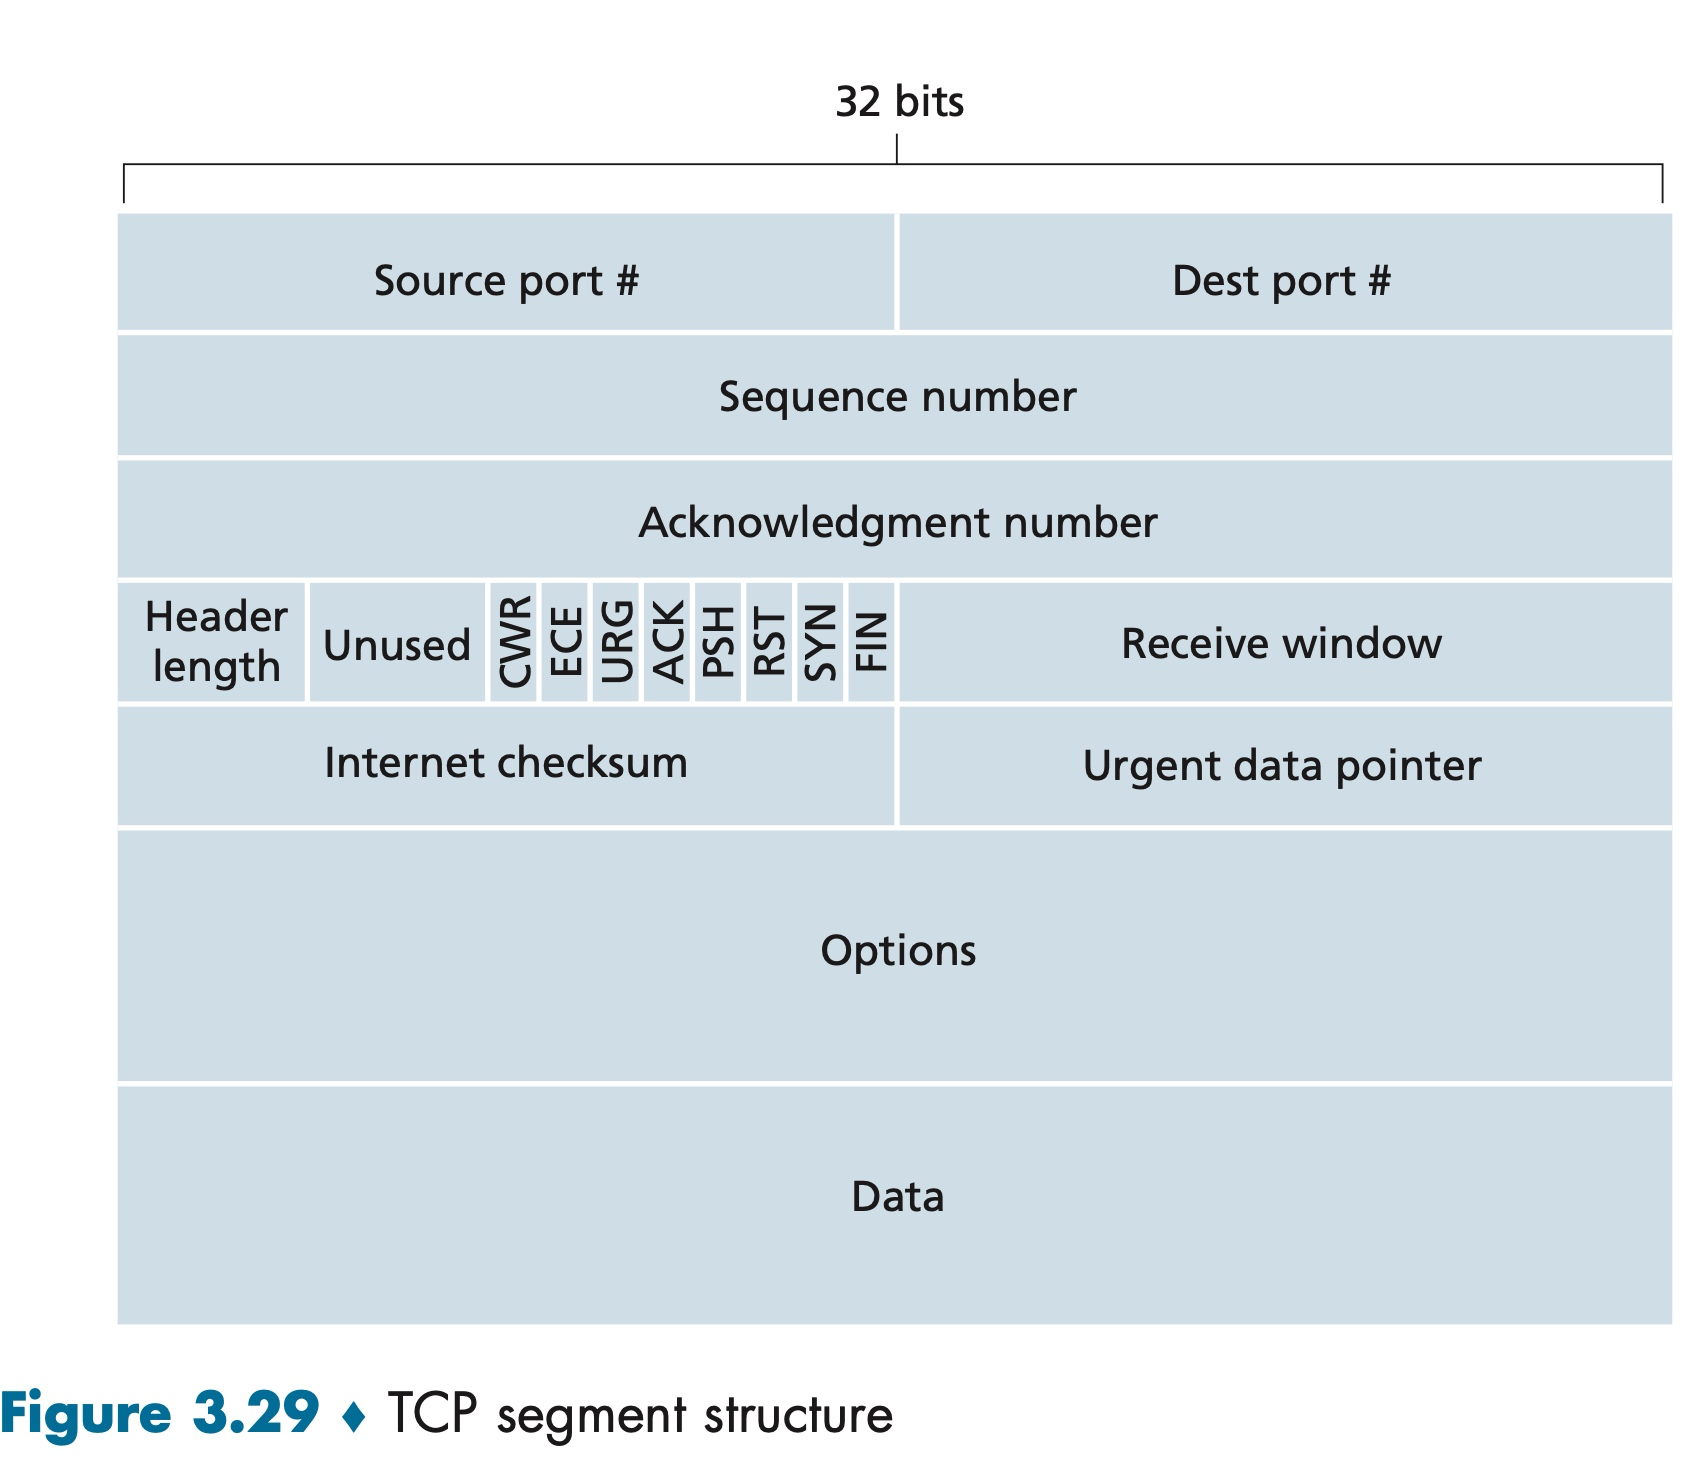 32 bits
Source port #
Dest port #
Sequence number
Acknowledgment number
Header
length
Unused
CWR
ECE
URG
ACK
PSH
RST
SYN
FIN
Receive window
Internet checksum
Urgent data pointer
Options
Data
Figure 3.29 ♦ TCP segment structure